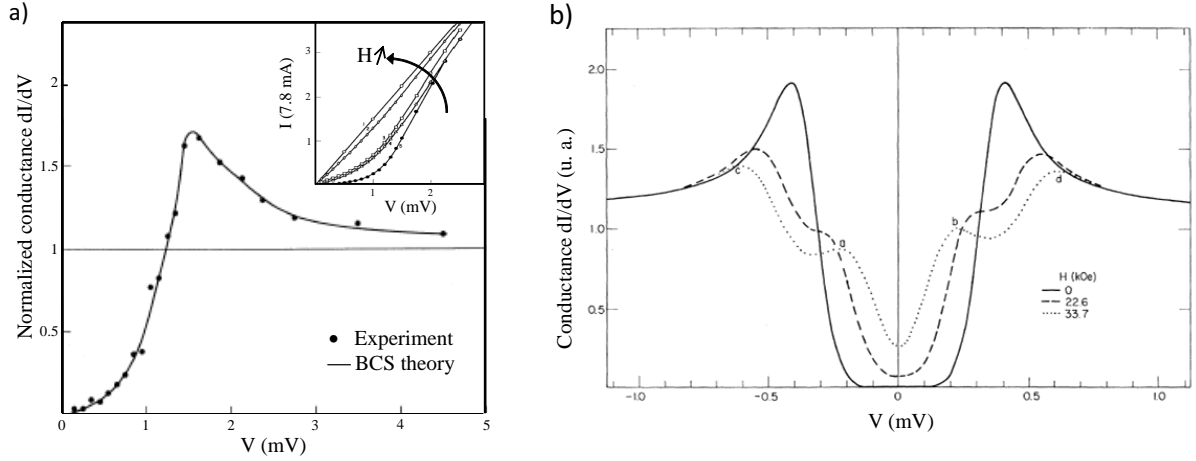 a)
Normalized conductance dI/dV
2
1.5
1
0.5
0
1
2
3
4
5
V (mV)
Experiment
BCS theory
I (7.8 mA)
3
2
1
1
2
V (mV)
H
b)
Conductance dI/dV (u. a.)
2.0
1.5
1.0
0.5
-1.0
-0.5
0
0.5
1.0
V (mV)
c
a
b
d
H (kOe)
0
22.6
33.7